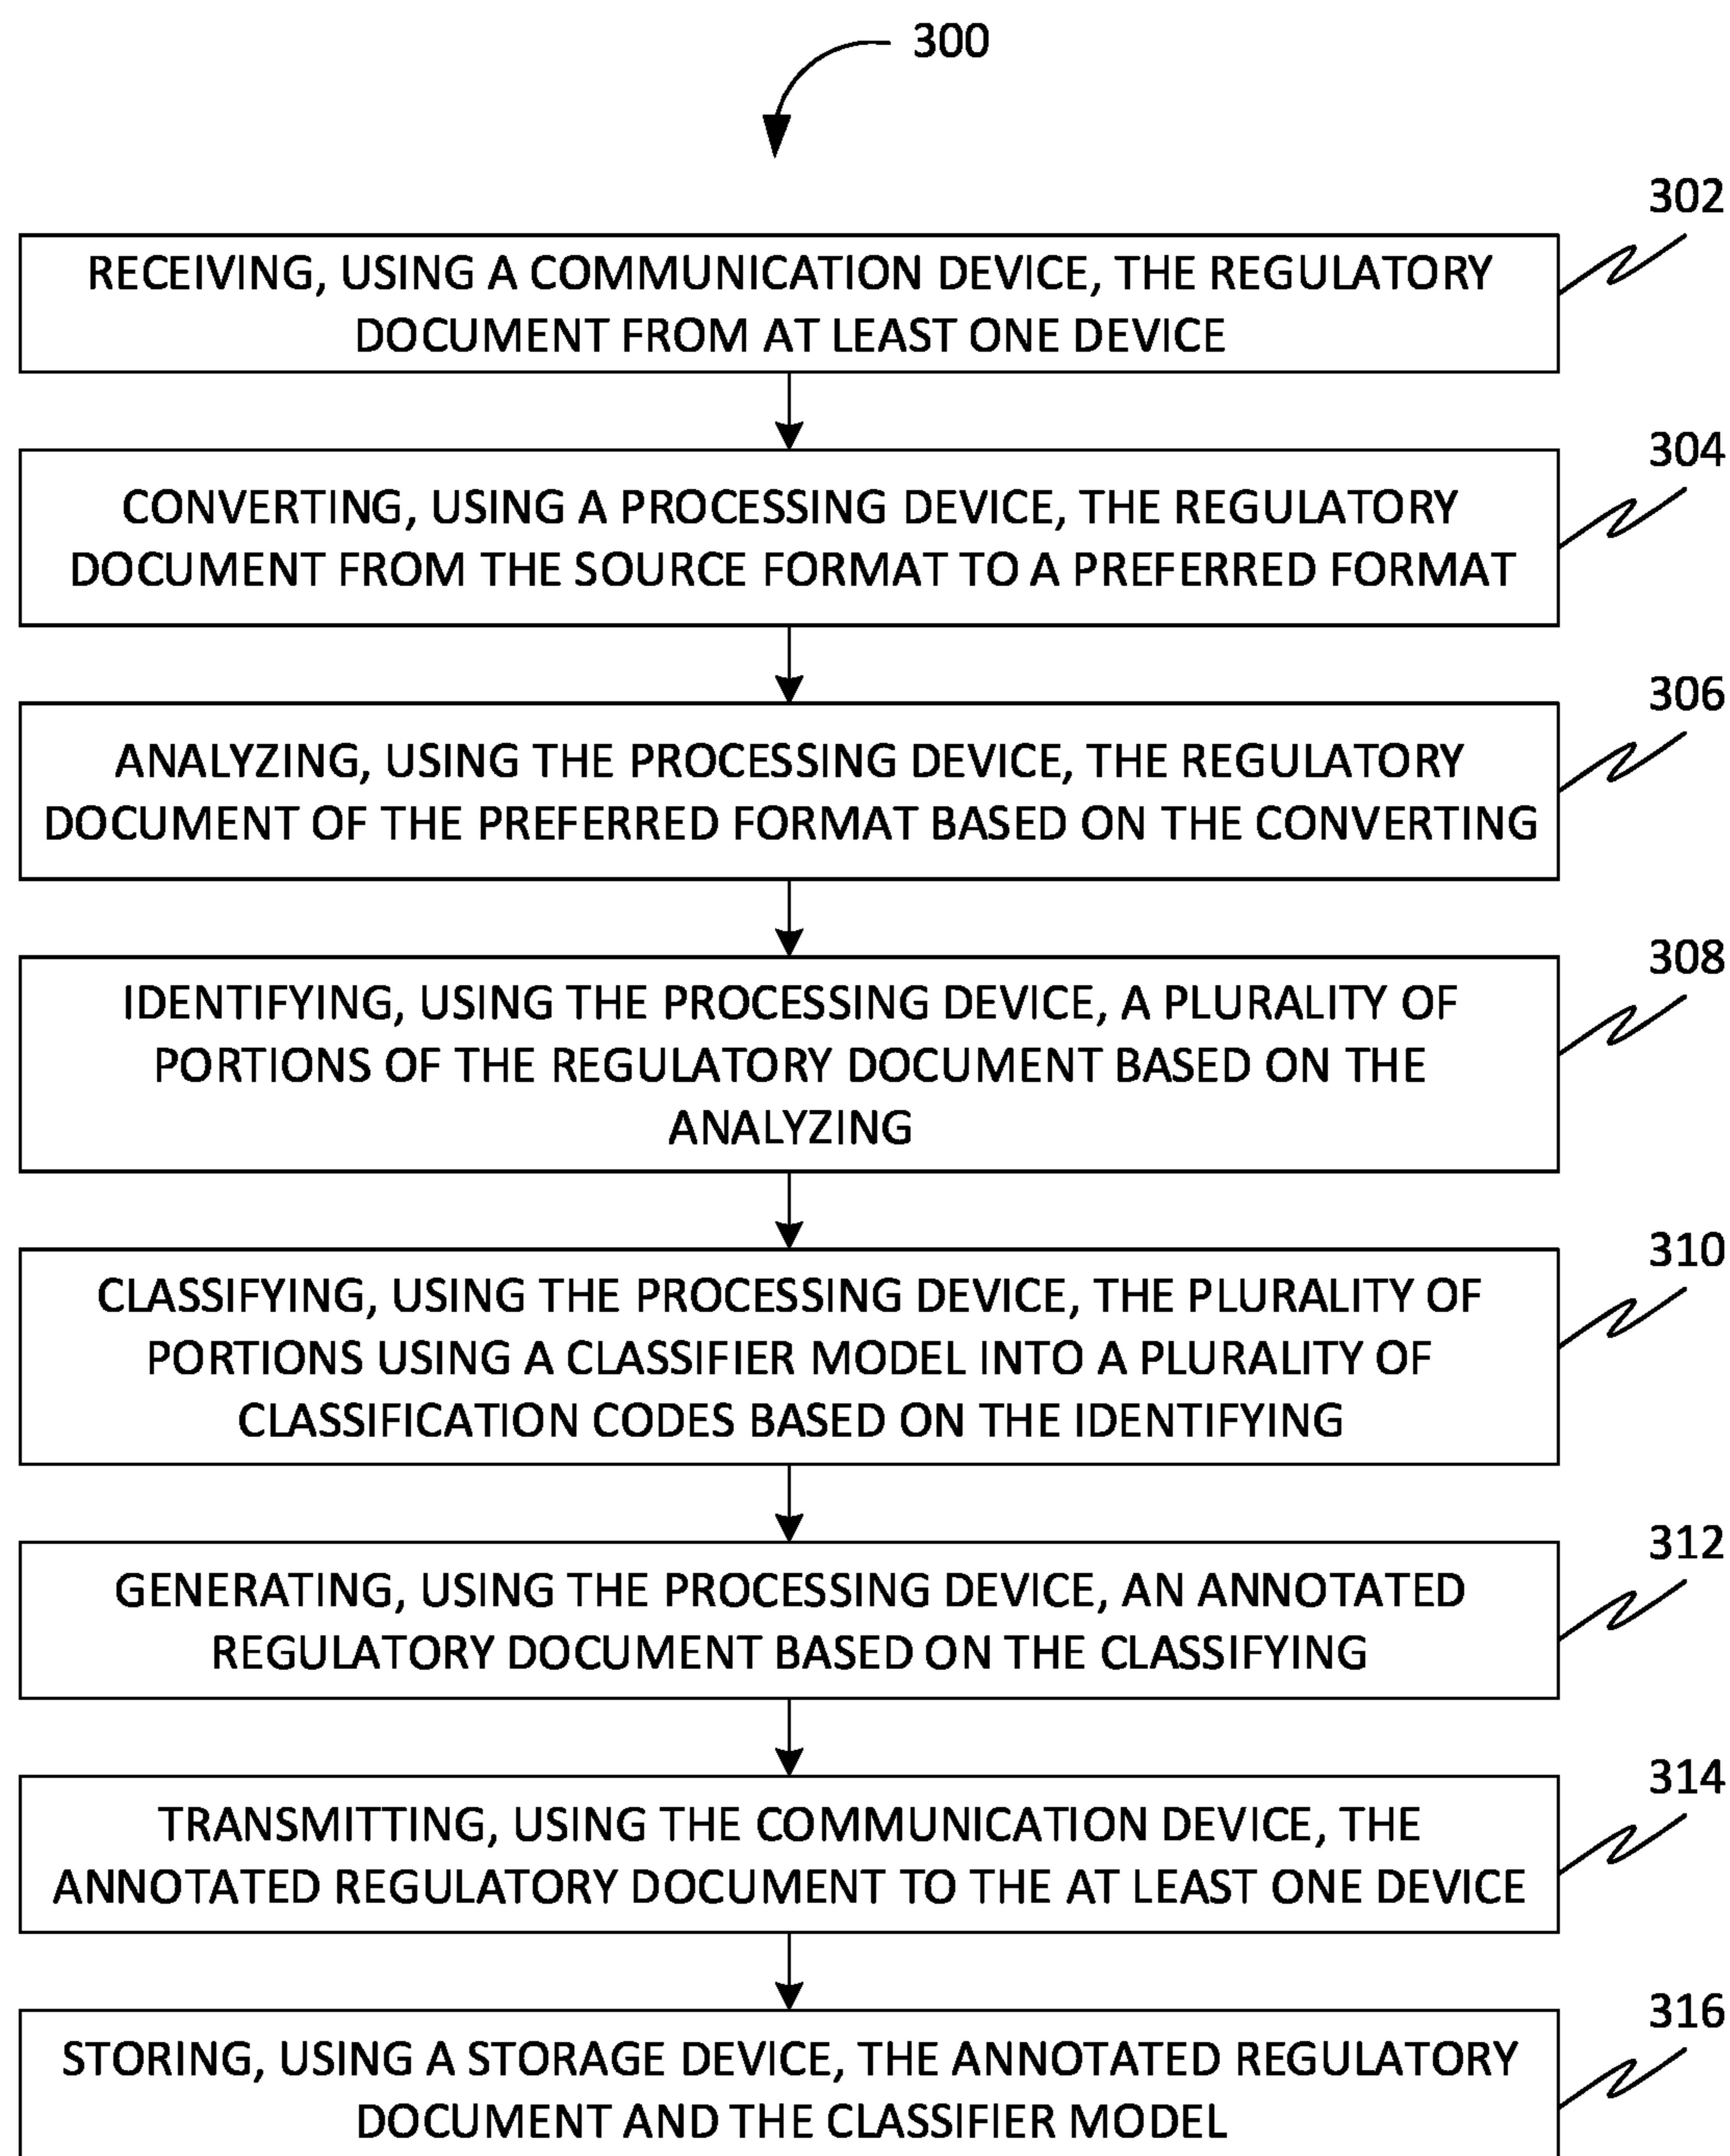 300
302
RECEIVING, USING A COMMUNICATION DEVICE, THE REGULATORY
DOCUMENT FROM AT LEAST ONE DEVICE
304
CONVERTING, USING A PROCESSING DEVICE, THE REGULATORY
DOCUMENT FROM THE SOURCE FORMAT TO A PREFERRED FORMAT
306
ANALYZING, USING THE PROCESSING DEVICE, THE REGULATORY
DOCUMENT OF THE PREFERRED FORMAT BASED ON THE CONVERTING
308
IDENTIFYING, USING THE PROCESSING DEVICE, A PLURALITY OF
PORTIONS OF THE REGULATORY DOCUMENT BASED ON THE
ANALYZING
310
CLASSIFYING, USING THE PROCESSING DEVICE, THE PLURALITY OF
PORTIONS USING A CLASSIFIER MODEL INTO A PLURALITY OF
CLASSIFICATION CODES BASED ON THE IDENTIFYING
312
GENERATING, USING THE PROCESSING DEVICE, AN ANNOTATED
REGULATORY DOCUMENT BASED ON THE CLASSIFYING
314
TRANSMITTING, USING THE COMMUNICATION DEVICE, THE
ANNOTATED REGULATORY DOCUMENT TO THE AT LEAST ONE DEVICE
316
STORING, USING A STORAGE DEVICE, THE ANNOTATED REGULATORY
DOCUMENT AND THE CLASSIFIER MODEL